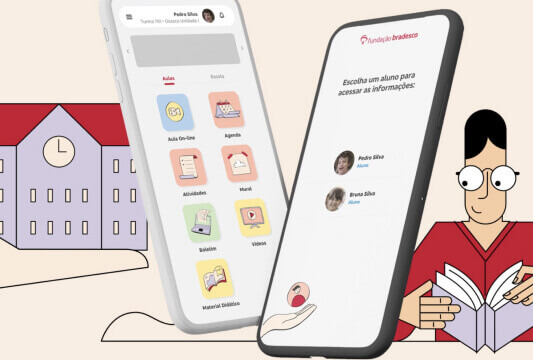 Pedro Silva
Turma 741 - Osasco Unidade I
Aulas
Escola
Aula On-line
Agenda
Atividades
Mural
Boletim
Vídeos
Material Didático
fundação bradesco
Escolha um aluno para
acessar as informações:
Pedro Silva
Aluno
Bruna Silva
Aluno